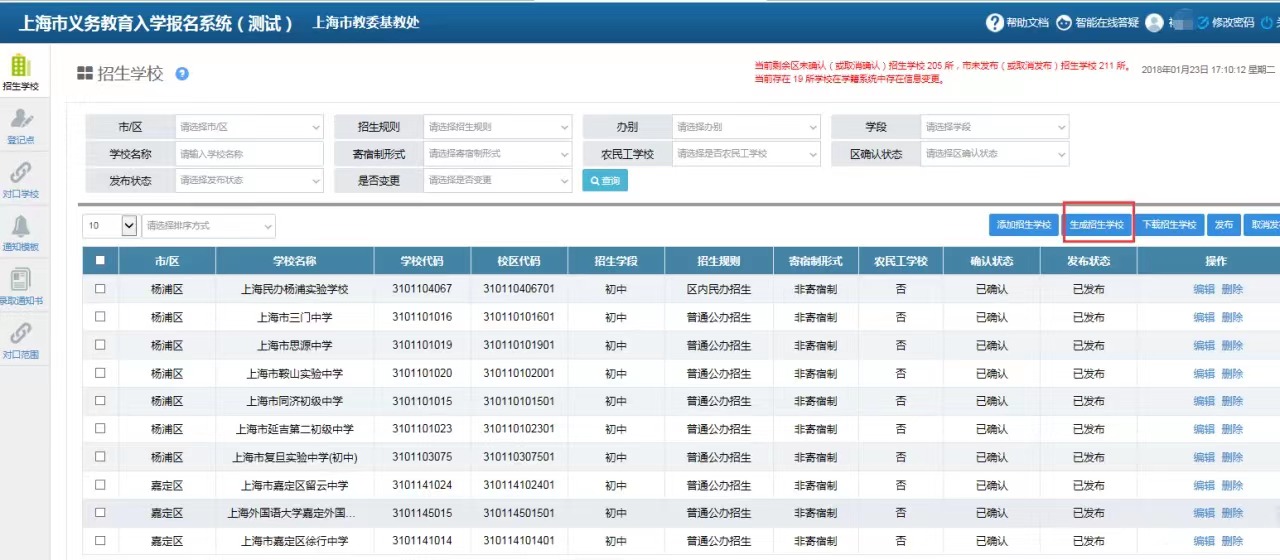 上海市义务教育入学报名系统（测试） 上海市教委基教处 帮助文档 智能在线答疑 修改密码
招生学校
登记点
对口学校
通知模板
录取通知书
对口范围
招生学校
当前剩余区未确认（或取消确认）招生学校 205 所，市未发布（或取消发布）招生学校 211 所。
当前存在 19 所学校在学籍系统中存在信息变更。
2018年01月23日 17:10:12 星期二
市/区 请选择市/区 招生规则 请选择招生规则 办别 请选择办别 学段 请选择学段
学校名称 请输入学校名称 寄宿制形式 请选择寄宿制形式 农民工学校 请选择是否农民工学校 区确认状态 请选择区确认状态
发布状态 请选择发布状态 是否变更 请选择是否变更 查询
10 请选择排序方式 添加招生学校 生成招生学校 下载招生学校 发布 取消发
市/区 学校名称 学校代码 校区代码 招生学段 招生规则 寄宿制形式 农民工学校 确认状态 发布状态 操作
杨浦区 上海民办杨浦实验学校 3101104067 310110406701 初中 区内民办招生 非寄宿制 否 已确认 已发布 编辑 删除
杨浦区 上海市三门中学 3101101016 310110101601 初中 普通公办招生 非寄宿制 否 已确认 已发布 编辑 删除
杨浦区 上海市思源中学 3101101019 310110101901 初中 普通公办招生 非寄宿制 否 已确认 已发布 编辑 删除
杨浦区 上海市鞍山实验中学 3101101020 310110102001 初中 普通公办招生 非寄宿制 否 已确认 已发布 编辑 删除
杨浦区 上海市同济初级中学 3101101015 310110101501 初中 普通公办招生 非寄宿制 否 已确认 已发布 编辑 删除
杨浦区 上海市延吉第二初级中学 3101101023 310110102301 初中 普通公办招生 非寄宿制 否 已确认 已发布 编辑 删除
杨浦区 上海市复旦实验中学(初中) 3101103075 310110307501 初中 普通公办招生 非寄宿制 否 已确认 已发布 编辑 删除
嘉定区 上海市嘉定区留云中学 3101141024 310114102401 初中 普通公办招生 非寄宿制 否 已确认 已发布 编辑 删除
嘉定区 上海外国语大学嘉定外国... 3101145015 310114501501 初中 普通公办招生 非寄宿制 否 已确认 已发布 编辑 删除
嘉定区 上海市嘉定区徐行中学 3101141014 310114101401 初中 普通公办招生 非寄宿制 否 已确认 已发布 编辑 删除